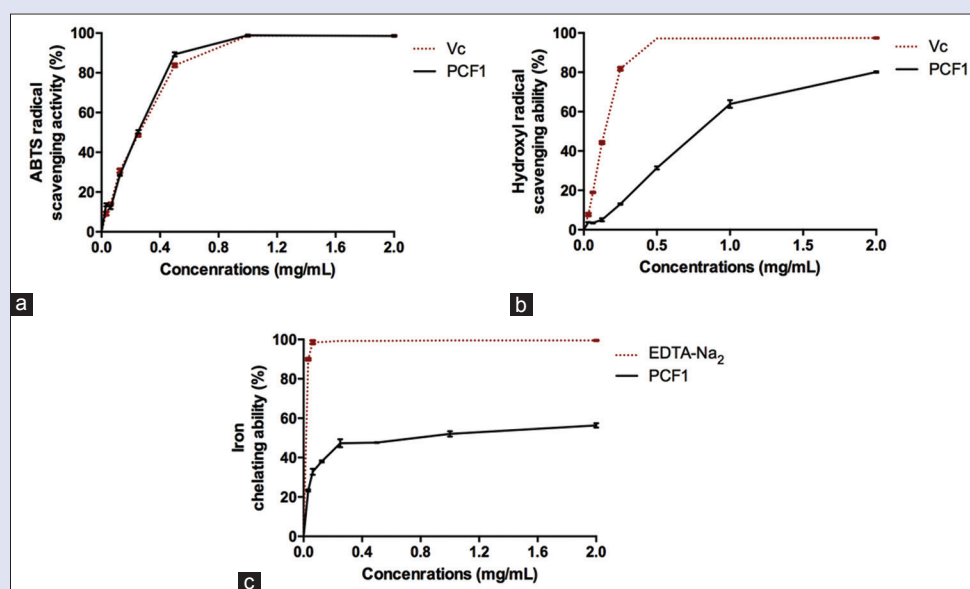 ABTS radical
scavenging activity (%)
100
80
60
40
20
0
0.0 0.4 0.8 1.2 1.6 2.0
Concenrations (mg/mL)
Vc
PCF1
a
Hydroxyl radical
scavenging ability (%)
100
80
60
40
20
0
0.0 0.5 1.0 2.0
Concentrations (mg/mL)
Vc
PCF1
b
Iron
chelating ability (%)
100
80
60
40
20
0
0.0 0.4 0.8 1.2 1.6 2.0
Concenrations (mg/mL)
EDTA-Na₂
PCF1
c